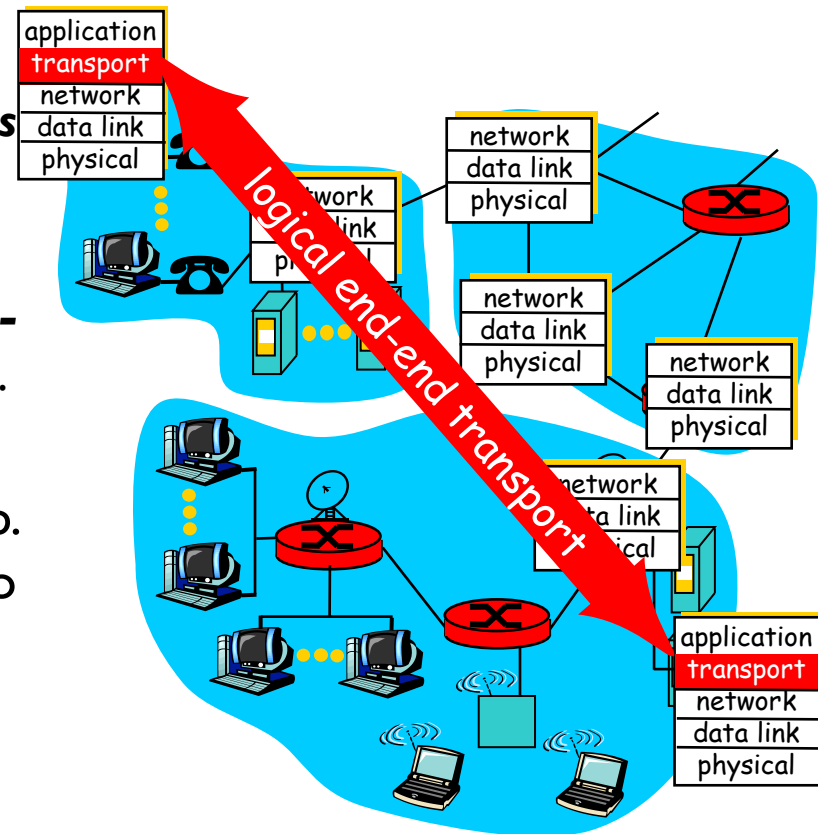 application
transport
network
data link
physical
s
-
.
o.
o
network
data link
physical
logical end-end transport
network
data link
physical
network
data link
physical
network
application
transport
network
data link
physical